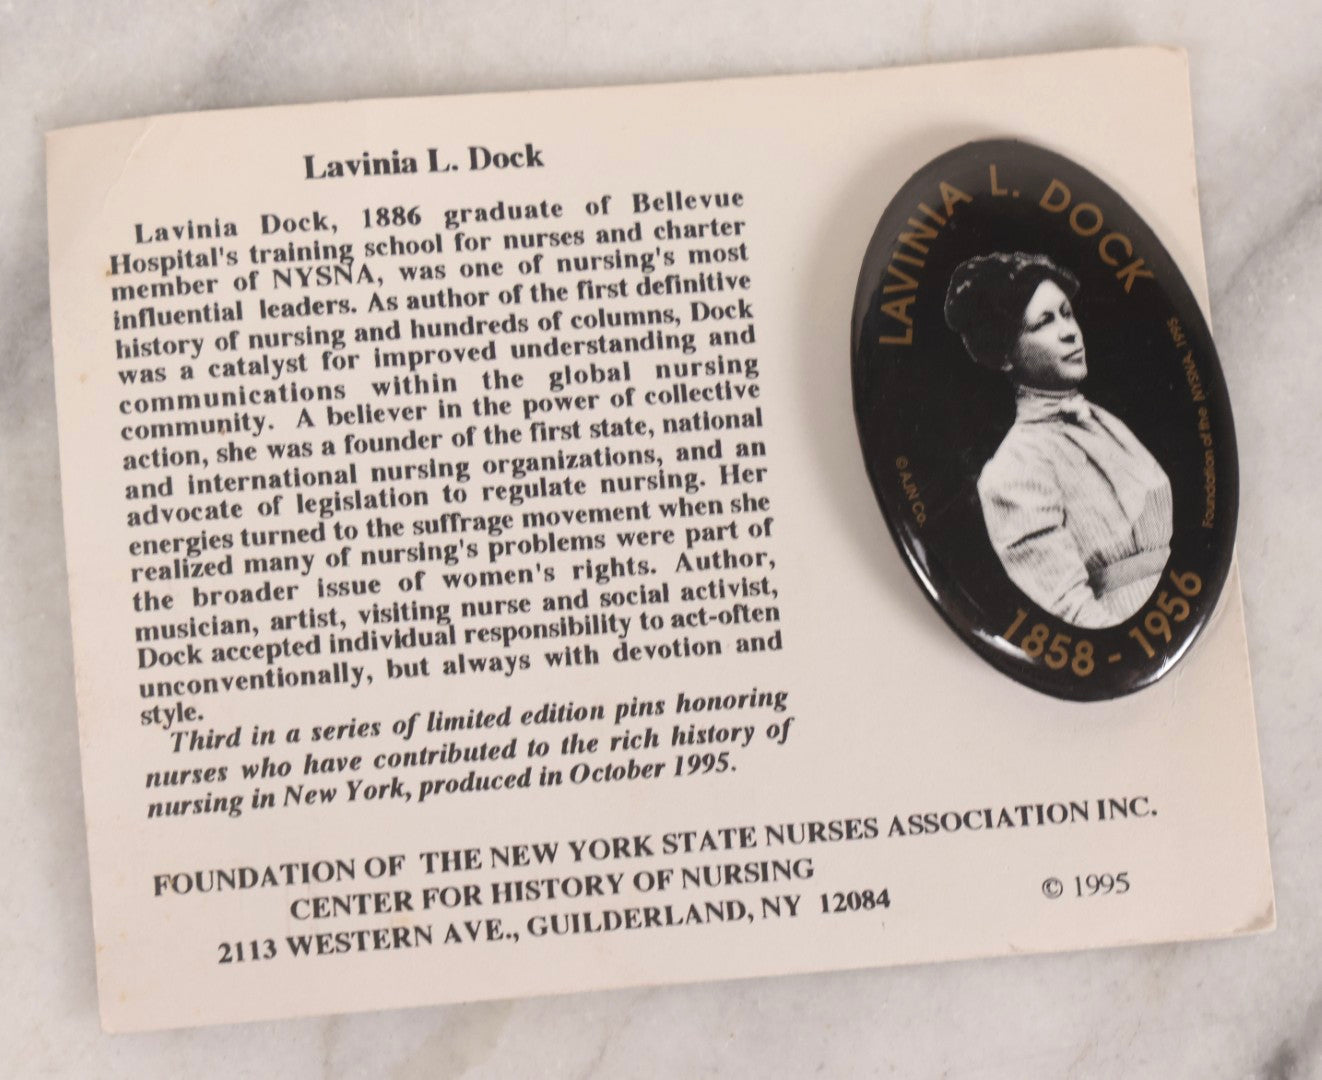 Lavinia L. Dock
Lavinia Dock, 1886 graduate of Bellevue
Hospital's training school for nurses and charter
member of NYSNA, was one of nursing's most
influential leaders. As author of the first definitive
history of nursing and hundreds of columns, Dock
was a catalyst for improved understanding and
communications within the global nursing
community. A believer in the power of collective
action, she was a founder of the first state, national
and international nursing organizations, and an
advocate of legislation to regulate nursing. Her
energies turned to the suffrage movement when she
realized many of nursing's problems were part of
the broader issue of women's rights. Author,
musician, artist, visiting nurse and social activist,
Dock accepted individual responsibility to act-often
unconventionally, but always with devotion and
style.
Third in a series of limited edition pins honoring
nurses who have contributed to the rich history of
nursing in New York, produced in October 1995.
FOUNDATION OF THE NEW YORK STATE NURSES ASSOCIATION INC.
CENTER FOR HISTORY OF NURSING
2113 WESTERN AVE., GUILDERLAND, NY 12084
© 1995
LAVINIA L. DOCK
© AJN Co.
Foundation of the NYSNA, 1995
1858 - 1956